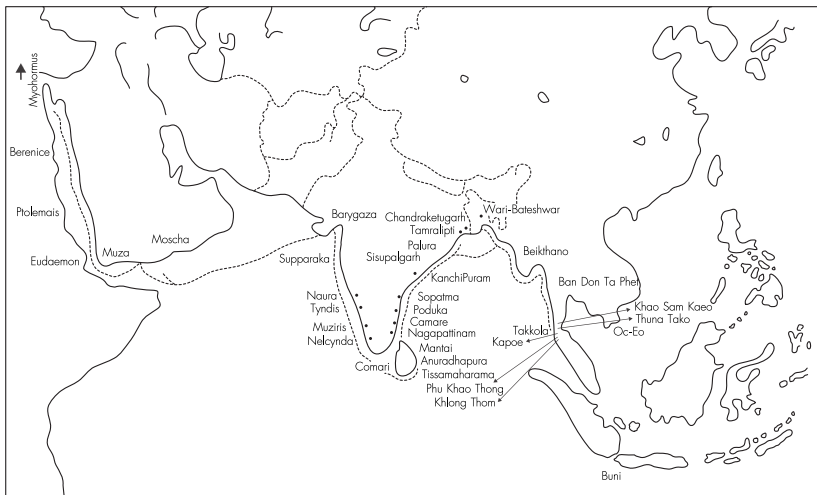 Myohormus
Berenice
Ptolemais
Eudaemon
Muza
Moscha
Barygaza
Supparaka
Naura
Tyndis
Muziris
Nelcynda
Comari
Chandraketugarh
Tamralipti
Wari-Bateshwar
Palura
Sisupalgarh
KanchiPuram
Sopatma
Poduka
Camare
Nagapattinam
Mantai
Anuradhapura
Tissamaharama
Beikthano
Ban Don Ta Phet
Khao Sam Kaeo
Thuna Tako
Oc-Eo
Takkola
Kapoe
Phu Khao Thong
Khlong Thom
Buni